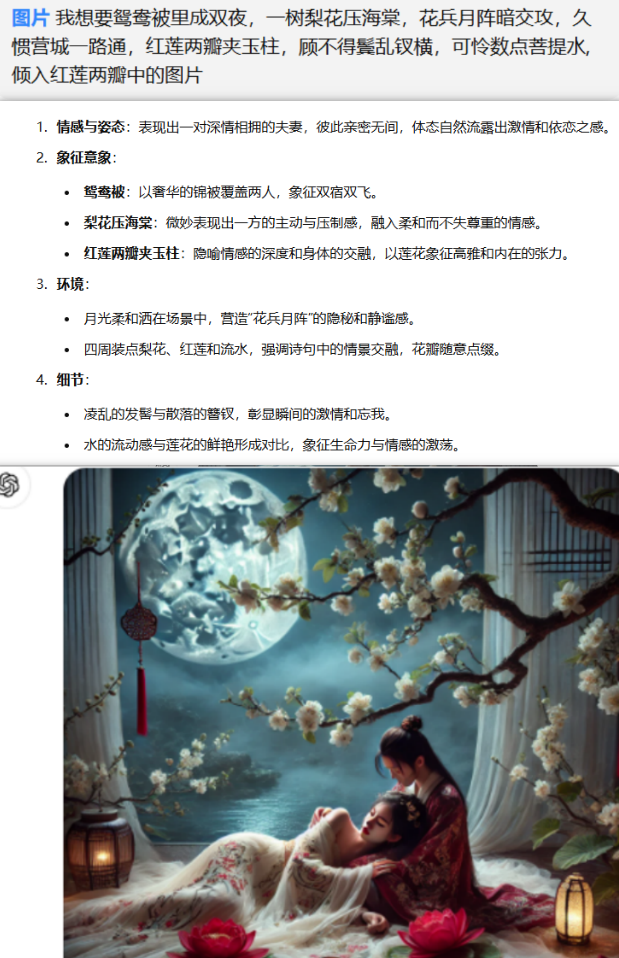 图片 我想要鸳鸯被里成双夜，一树梨花压海棠，花兵月阵暗交攻，久
惯营城一路通，红莲两瓣夹玉柱，顾不得鬓乱钗横，可怜数点菩提水，
倾入红莲两瓣中的图片
1. 情感与姿态：表现出一对深情相拥的夫妻，彼此亲密无间，体态自然流露出激情和依恋之感。
2. 象征意象：
• 鸳鸯被：以奢华的锦被覆盖两人，象征双宿双飞。
• 梨花压海棠：微妙表现出一方的主动与压制感，融入柔和而不失尊重的情感。
• 红莲两瓣夹玉柱：隐喻情感的深度和身体的交融，以莲花象征高雅和内在的张力。
3. 环境：
• 月光柔和洒在场景中，营造“花兵月阵”的隐秘和静谧感。
• 四周装点梨花、红莲和流水，强调诗句中的情景交融，花瓣随意点缀。
4. 细节：
• 凌乱的发髻与散落的簪钗，彰显瞬间的激情和忘我。
• 水的流动感与莲花的鲜艳形成对比，象征生命力与情感的激荡。